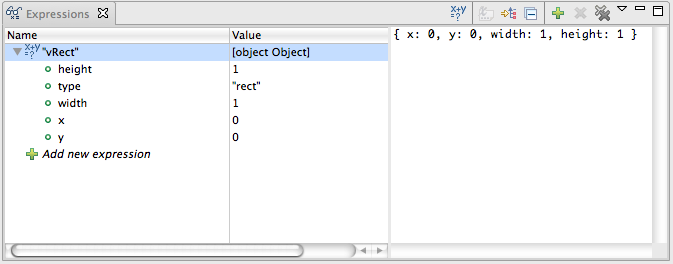 Expressions
x+y =?
Name Value
x+y =? "vRect" [object Object]
height 1
type "rect"
width 1
x 0
y 0
Add new expression
{ x: 0, y: 0, width: 1, height: 1 }